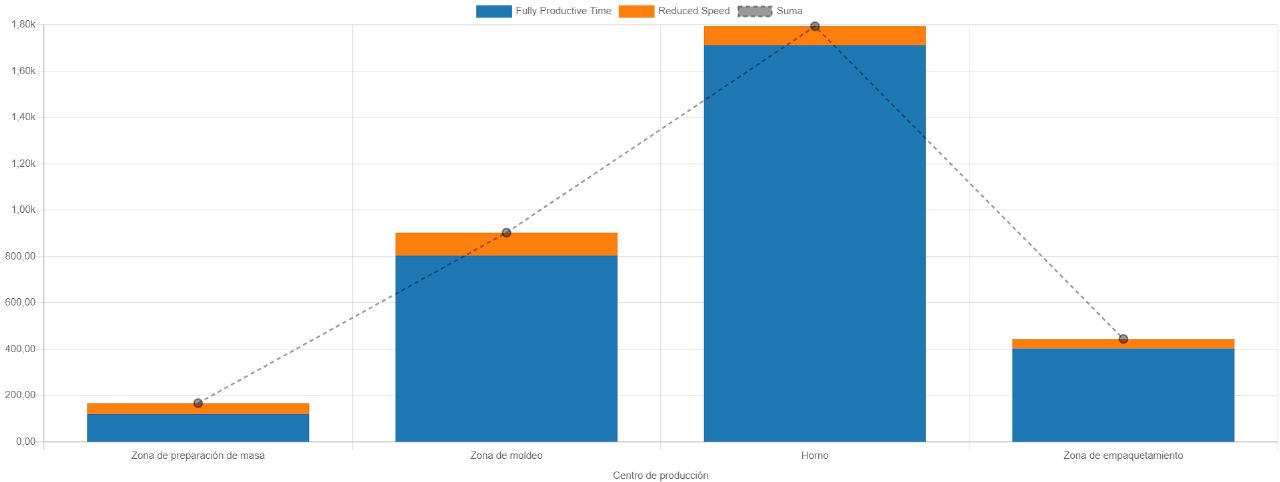 Fully Productive Time Reduced Speed Suma
1,80k
1,60k
1,40k
1,20k
1,00k
800,00
600,00
400,00
200,00
0,00
Zona de preparación de masa Zona de moldeo Horno Zona de empaquetamiento
Centro de producción